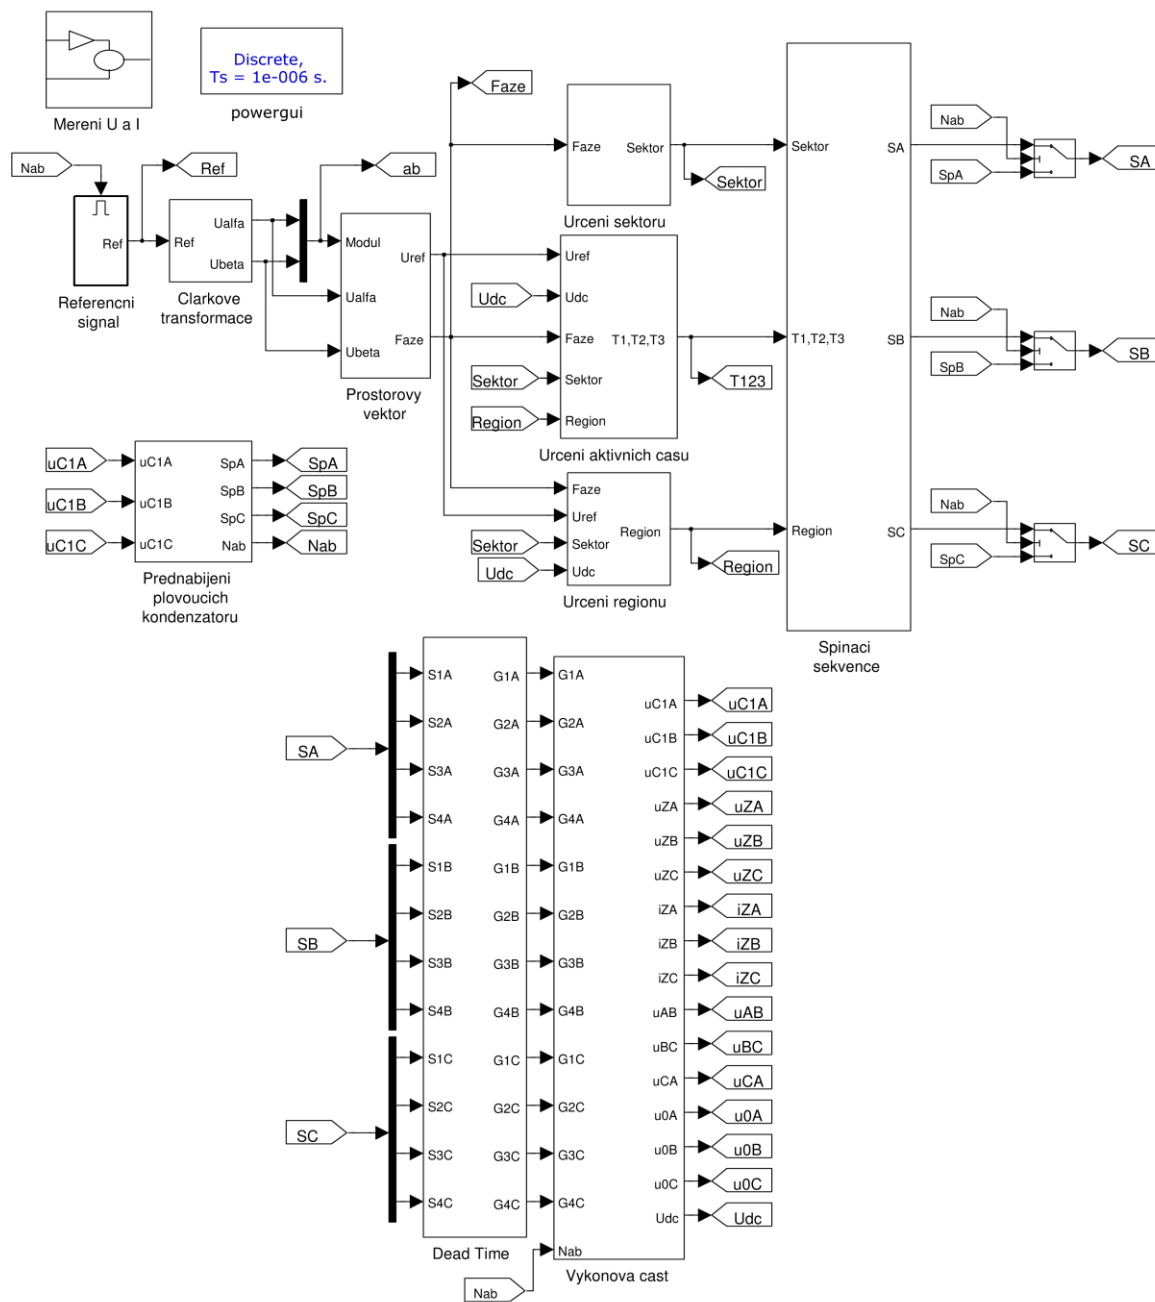 Discrete,
Ts = 1e-006 s.
powergui
Mereni U a I
Nab
Ref
Ref
Referencni
signal
Ref
Ualfa
Ubeta
Clarkove
transformace
ab
Modul
Ualfa
Ubeta
Uref
Faze
Prostorovy
vektor
Faze
Faze
Sektor
Urceni sektoru
Sektor
Uref
Udc
Udc
Faze
T1,T2,T3
Sektor
Sektor
Region
Region
Urceni aktivnich casu
T123
Faze
Uref
Sektor
Sektor
Udc
Udc
Region
Urceni regionu
Region
Sektor
SA
T1,T2,T3
SB
Region
SC
Spinaci
sekvence
Nab
SpA
SA
Nab
SpB
SB
Nab
SpC
SC
uC1A
uC1A
SpA
SpA
uC1B
uC1B
SpB
SpB
SpC
SpC
uC1C
uC1C
Nab
Nab
Prednabijeni
plovoucich
kondenzatoru
SA
SB
SC
S1A
G1A
S2A
G2A
S3A
G3A
S4A
G4A
S1B
G1B
S2B
G2B
S3B
G3B
S4B
G4B
S1C
G1C
S2C
G2C
S3C
G3C
S4C
G4C
Dead Time
Nab
G1A
G2A
G3A
G4A
G1B
G2B
G3B
G4B
G1C
G2C
G3C
G4C
Nab
uC1A
uC1A
uC1B
uC1B
uC1C
uC1C
uZA
uZA
uZB
uZB
uZC
uZC
iZA
iZA
iZB
iZB
iZC
iZC
uAB
uAB
uBC
uBC
uCA
uCA
u0A
u0A
u0B
u0B
u0C
u0C
Udc
Udc
Vykonova cast